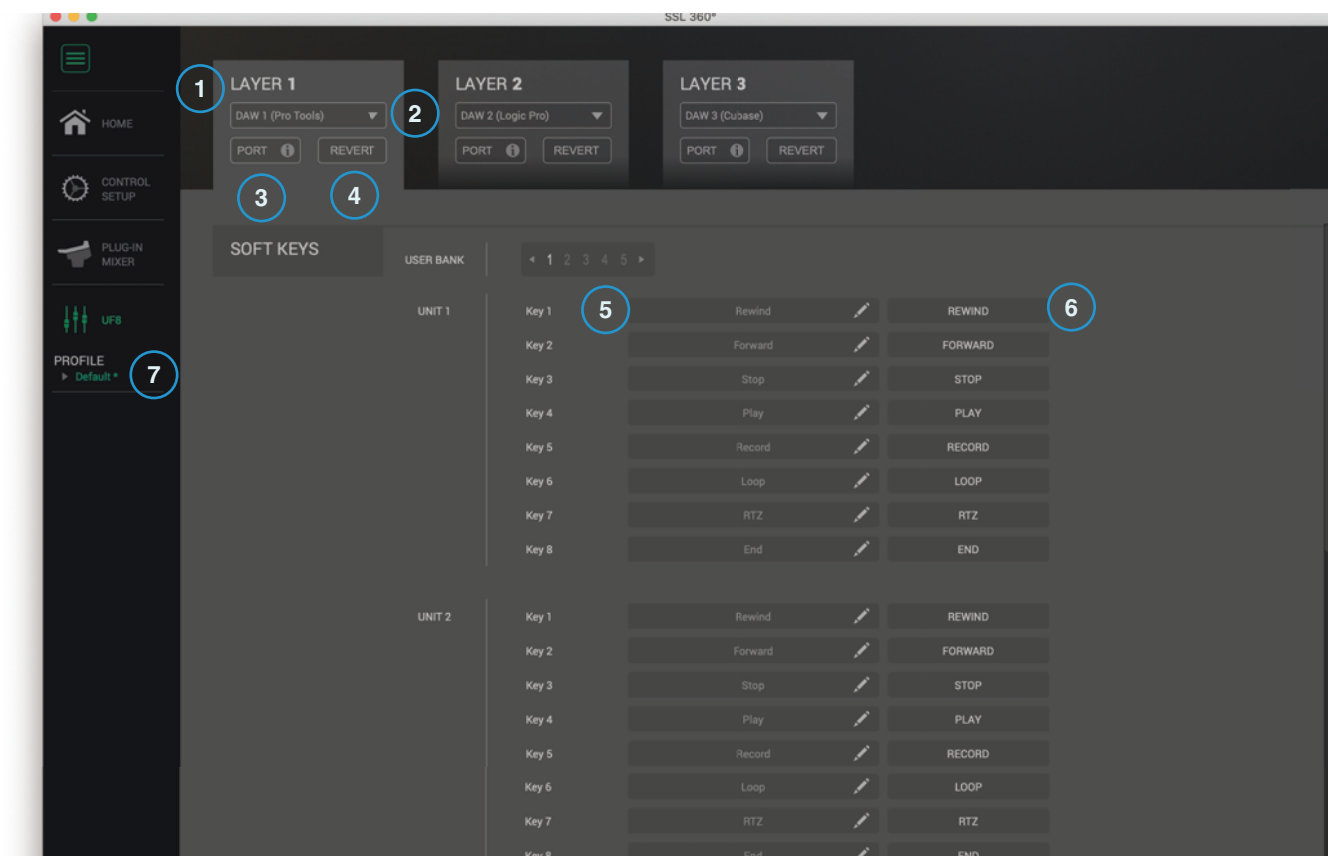 SSL 360°
LAYER 1
LAYER 2
LAYER 3
1
DAW 1 (Pro Tools)
2
DAW 2 (Logic Pro)
DAW 3 (Cubase)
PORT i REVERT
PORT i REVERT
PORT i REVERT
3
4
HOME
CONTROL
SETUP
PLUG-IN
MIXER
UF8
PROFILE
Default *
7
SOFT KEYS
USER BANK
1 2 3 4 5
UNIT 1
Key 1 5 Rewind REWIND 6
Key 2 Forward FORWARD
Key 3 Stop STOP
Key 4 Play PLAY
Key 5 Record RECORD
Key 6 Loop LOOP
Key 7 RTZ RTZ
Key 8 End END
UNIT 2
Key 1 Rewind REWIND
Key 2 Forward FORWARD
Key 3 Stop STOP
Key 4 Play PLAY
Key 5 Record RECORD
Key 6 Loop LOOP
Key 7 RTZ RTZ
Key 8 End END